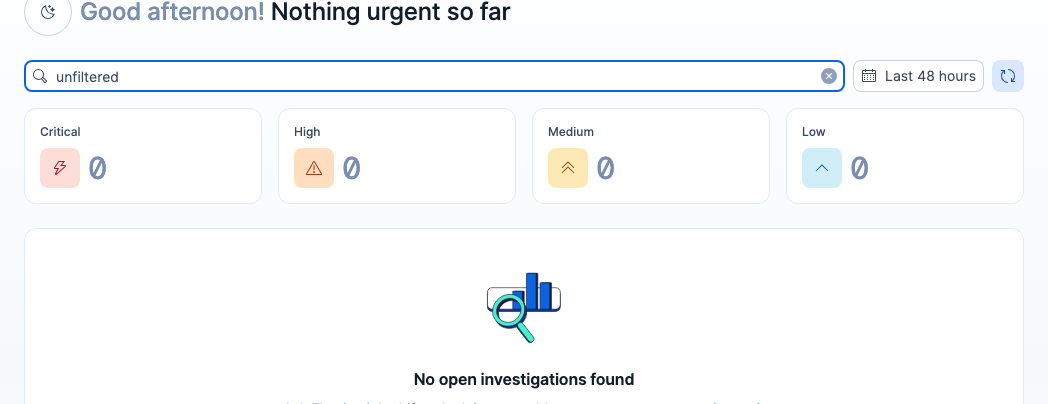 Good afternoon! Nothing urgent so far
unfiltered
Last 48 hours
Critical
0
High
0
Medium
0
Low
0
No open investigations found